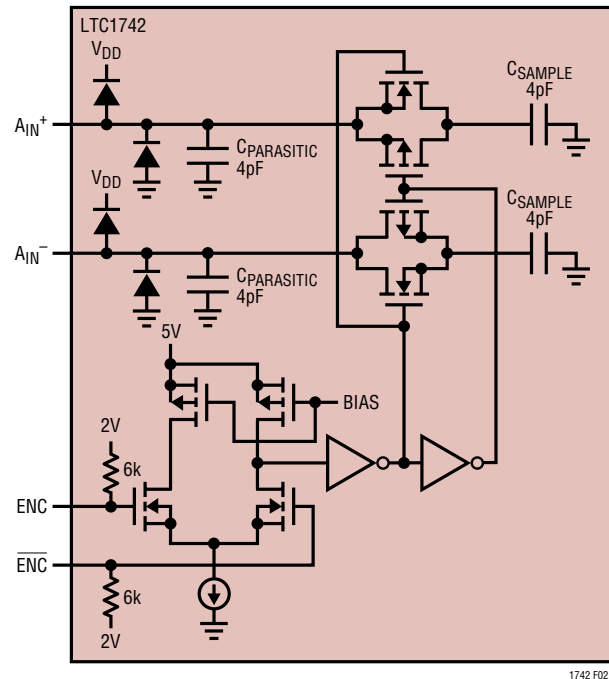 LTC1742
VDD
CSAMPLE
4pF
AIN+
CPARASITIC
4pF
VDD
CSAMPLE
4pF
AIN−
CPARASITIC
4pF
5V
BIAS
2V
6k
ENC
ENC
6k
2V
1742 F02